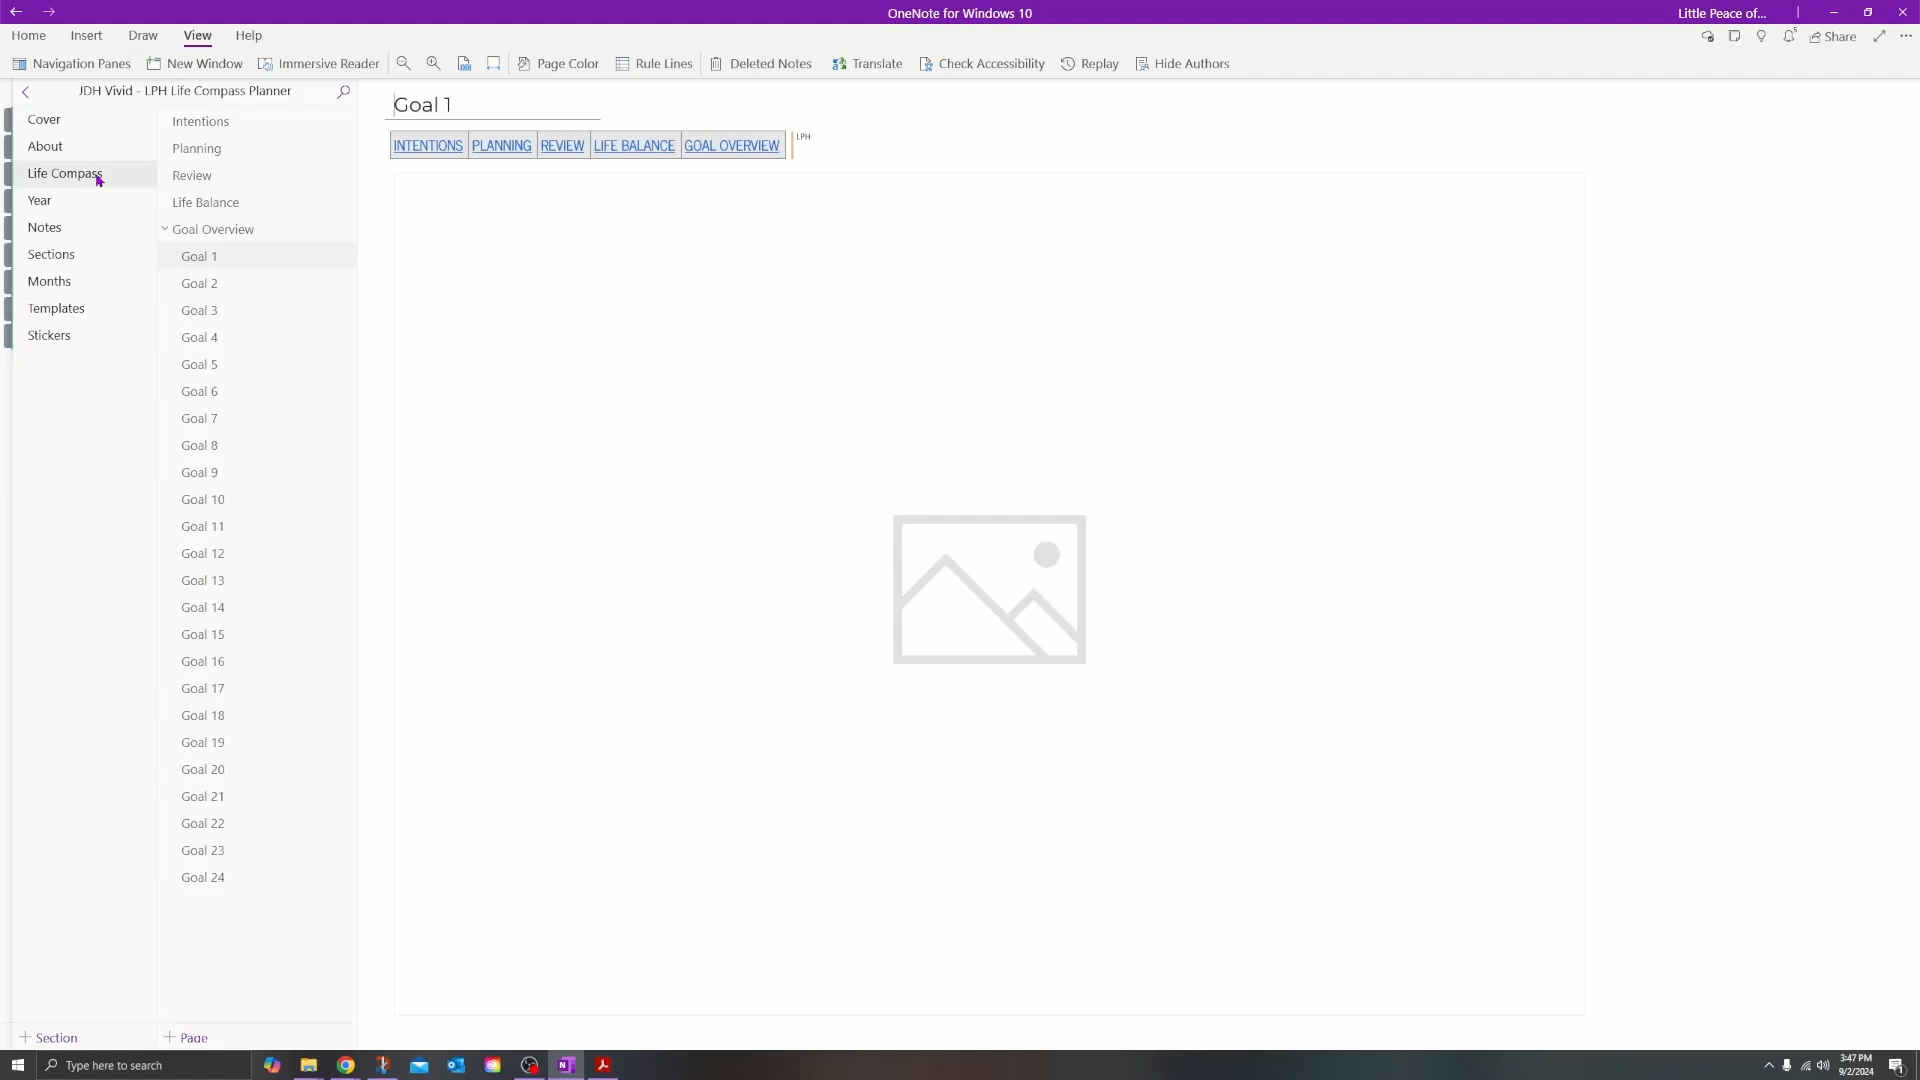 OneNote for Windows 10
Little Peace of...
Home Insert Draw View Help
Share
Navigation Panes New Window Immersive Reader Page Color Rule Lines Deleted Notes Translate Check Accessibility Replay Hide Authors
JDH Vivid - LPH Life Compass Planner
Cover
About
Life Compass
Year
Notes
Sections
Months
Templates
Stickers
Intentions
Planning
Review
Life Balance
Goal Overview
Goal 1
Goal 2
Goal 3
Goal 4
Goal 5
Goal 6
Goal 7
Goal 8
Goal 9
Goal 10
Goal 11
Goal 12
Goal 13
Goal 14
Goal 15
Goal 16
Goal 17
Goal 18
Goal 19
Goal 20
Goal 21
Goal 22
Goal 23
Goal 24
Goal 1
INTENTIONS PLANNING REVIEW LIFE BALANCE GOAL OVERVIEW LPH
Section
Page
Type here to search
3:47 PM
9/2/2024